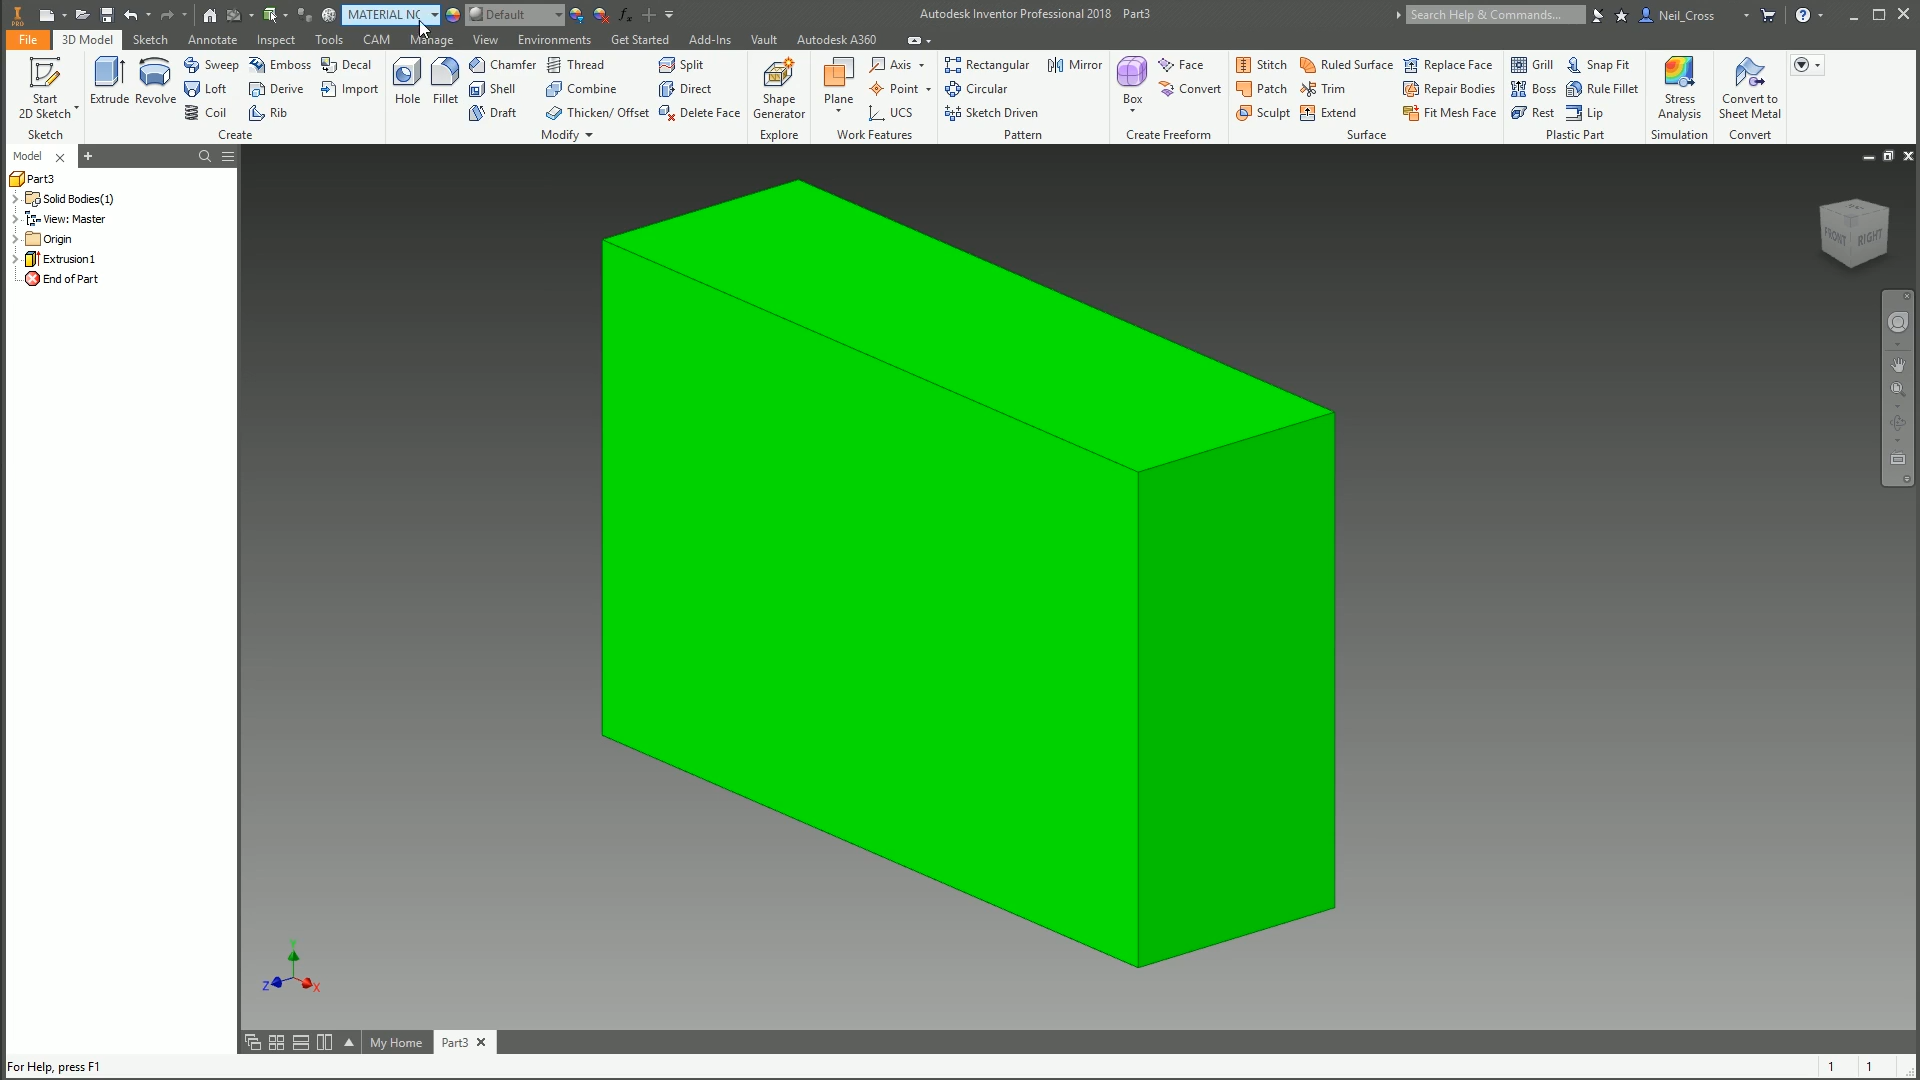 MATERIAL NO
Default
Autodesk Inventor Professional 2018 Part3
Search Help & Commands...
Neil_Cross
File
3D Model
Sketch
Annotate
Inspect
Tools
CAM
Manage
View
Environments
Get Started
Add-Ins
Vault
Autodesk A360
Start
2D Sketch
Sketch
Extrude
Revolve
Sweep
Loft
Coil
Emboss
Derive
Rib
Decal
Import
Create
Hole
Fillet
Chamfer
Shell
Draft
Thread
Combine
Thicken/ Offset
Split
Direct
Delete Face
Modify
Shape
Generator
Explore
Plane
Axis
Point
UCS
Work Features
Rectangular
Circular
Sketch Driven
Mirror
Pattern
Box
Face
Convert
Create Freeform
Stitch
Patch
Sculpt
Ruled Surface
Trim
Extend
Replace Face
Repair Bodies
Fit Mesh Face
Surface
Grill
Boss
Rest
Snap Fit
Rule Fillet
Lip
Plastic Part
Stress
Analysis
Simulation
Convert to
Sheet Metal
Convert
Model
Part3
Solid Bodies(1)
View: Master
Origin
Extrusion1
End of Part
FRONT
RIGHT
Y
Z
X
My Home
Part3
For Help, press F1
1
1